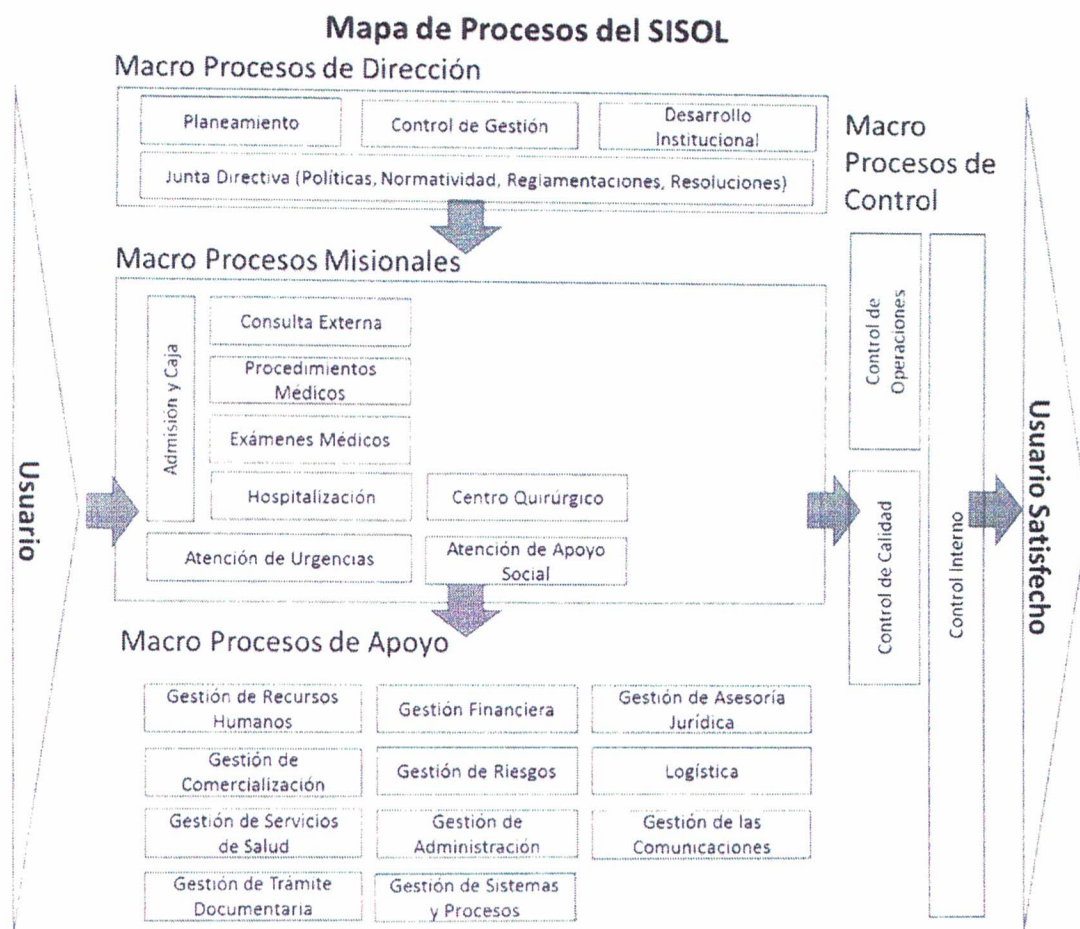 Mapa de Procesos del SISOL
Macro Procesos de Dirección
Planeamiento
Control de Gestión
Desarrollo
Institucional
Junta Directiva (Políticas, Normatividad, Reglamentaciones, Resoluciones)
Macro
Procesos de
Control
Macro Procesos Misionales
Admisión y Caja
Consulta Externa
Procedimientos
Médicos
Exámenes Médicos
Hospitalización
Centro Quirúrgico
Atención de Urgencias
Atención de Apoyo
Social
Control de
Operaciones
Control de Calidad
Control Interno
Usuario
Usuario Satisfecho
Macro Procesos de Apoyo
Gestión de Recursos
Humanos
Gestión Financiera
Gestión de Asesoría
Jurídica
Gestión de
Comercialización
Gestión de Riesgos
Logística
Gestión de Servicios
de Salud
Gestión de
Administración
Gestión de las
Comunicaciones
Gestión de Trámite
Documentaria
Gestión de Sistemas
y Procesos